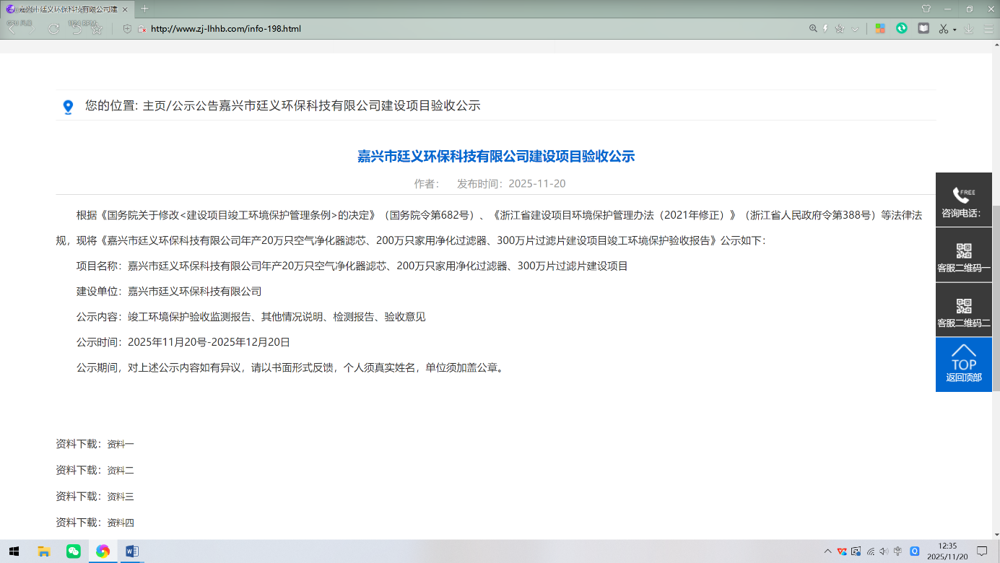 嘉兴市廷义环保科技有限公司建
http://www.zj-lhhb.com/info-198.html
您的位置: 主页/公示公告嘉兴市廷义环保科技有限公司建设项目验收公示
嘉兴市廷义环保科技有限公司建设项目验收公示
作者： 发布时间：2025-11-20
根据《国务院关于修改<建设项目竣工环境保护管理条例>的决定》（国务院令第682号）、《浙江省建设项目环境保护管理办法（2021年修正）》（浙江省人民政府令第388号）等法律法
规，现将《嘉兴市廷义环保科技有限公司年产20万只空气净化器滤芯、200万只家用净化过滤器、300万片过滤片建设项目竣工环境保护验收报告》公示如下：
项目名称：嘉兴市廷义环保科技有限公司年产20万只空气净化器滤芯、200万只家用净化过滤器、300万片过滤片建设项目
建设单位：嘉兴市廷义环保科技有限公司
公示内容：竣工环境保护验收监测报告、其他情况说明、检测报告、验收意见
公示时间：2025年11月20号-2025年12月20日
公示期间，对上述公示内容如有异议，请以书面形式反馈，个人须真实姓名，单位须加盖公章。
FREE
咨询电话：
客服二维码一
客服二维码二
TOP
返回顶部
资料下载：资料一
资料下载：资料二
资料下载：资料三
资料下载：资料四
中
12:35
2025/11/20